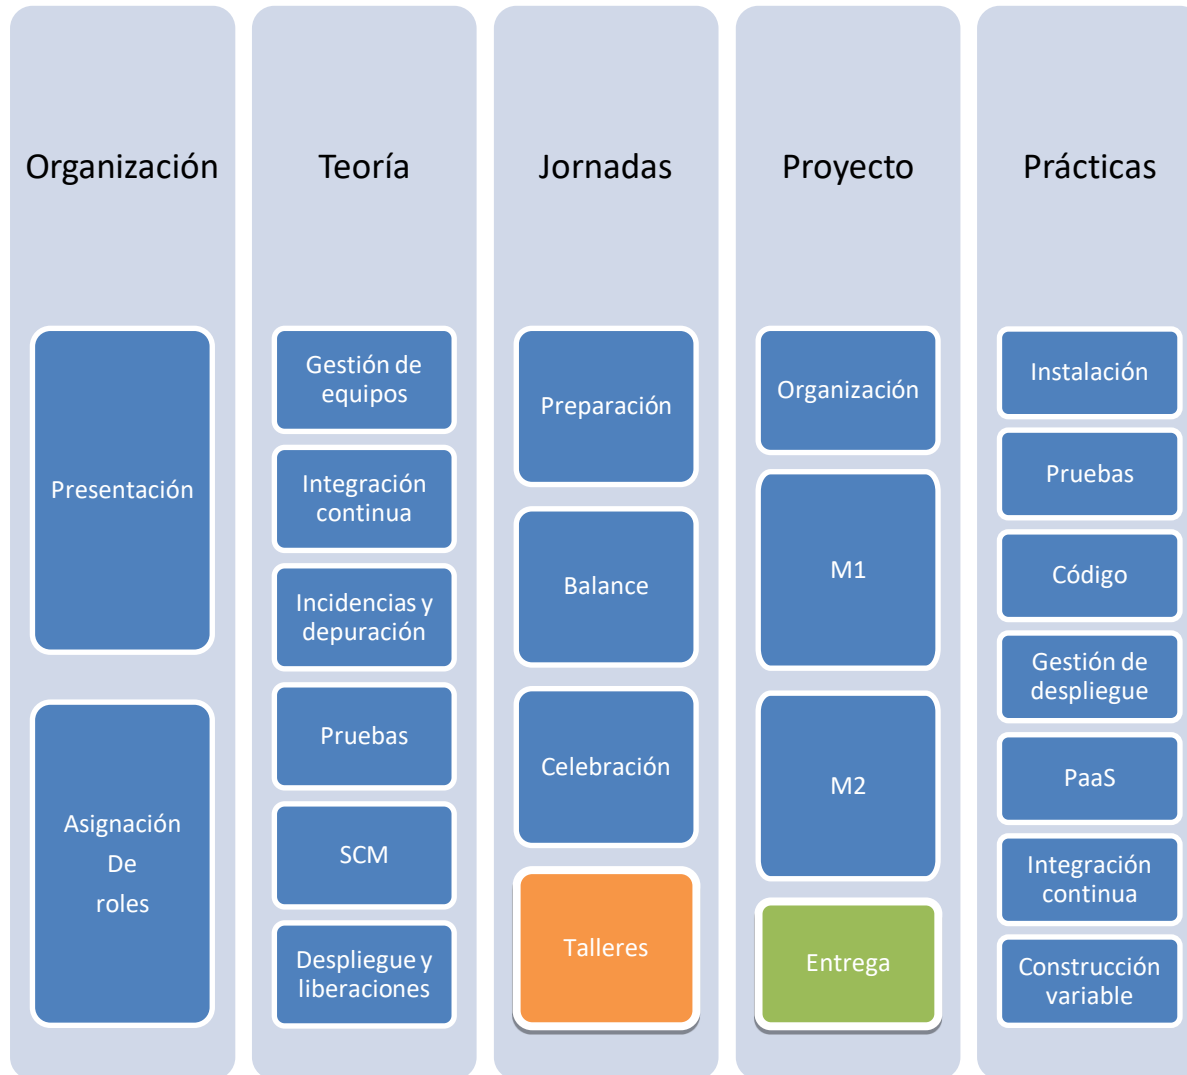 Organización
Presentación
Asignación
De
roles
Teoría
Gestión de
equipos
Integración
continua
Incidencias y
depuración
Pruebas
SCM
Despliegue y
liberaciones
Jornadas
Preparación
Balance
Celebración
Talleres
Proyecto
Organización
M1
M2
Entrega
Prácticas
Instalación
Pruebas
Código
Gestión de
despliegue
PaaS
Integración
continua
Construcción
variable